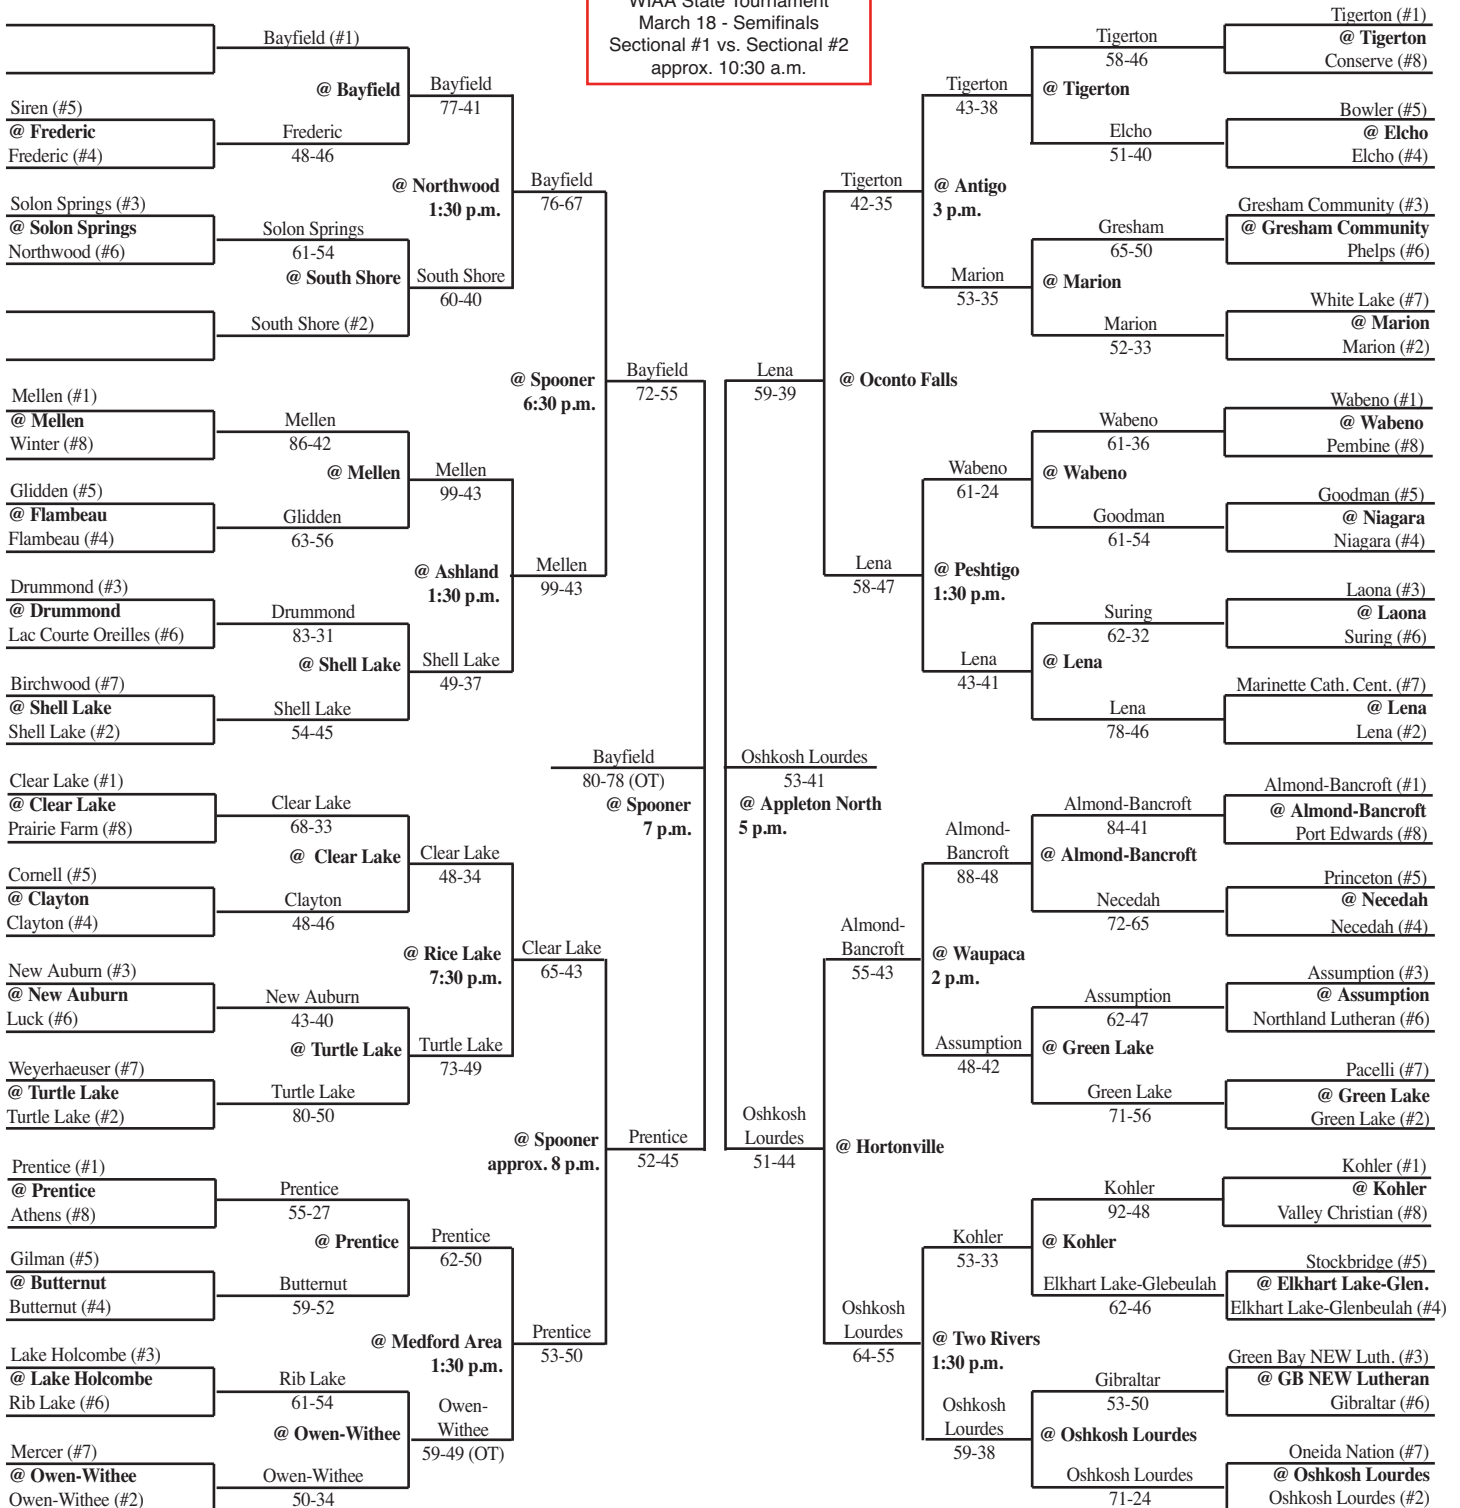 WIAA State Tournament
March 18 - Semifinals
Sectional #1 vs. Sectional #2
approx. 10:30 a.m.
Bayfield (#1)
@ Bayfield
Siren (#5)
@ Frederic
Frederic (#4)
Frederic
48-46
Bayfield
77-41
@ Northwood
1:30 p.m.
Solon Springs (#3)
@ Solon Springs
Northwood (#6)
Solon Springs
61-54
@ South Shore
South Shore (#2)
South Shore
60-40
Bayfield
76-67
@ Spooner
6:30 p.m.
Mellen (#1)
@ Mellen
Winter (#8)
Mellen
86-42
@ Mellen
Glidden (#5)
@ Flambeau
Flambeau (#4)
Glidden
63-56
Mellen
99-43
@ Ashland
1:30 p.m.
Drummond (#3)
@ Drummond
Lac Courte Oreilles (#6)
Drummond
83-31
@ Shell Lake
Birchwood (#7)
@ Shell Lake
Shell Lake (#2)
Shell Lake
54-45
Shell Lake
49-37
Mellen
99-43
Bayfield
72-55
Bayfield
80-78 (OT)
@ Spooner
7 p.m.
Clear Lake (#1)
@ Clear Lake
Prairie Farm (#8)
Clear Lake
68-33
@ Clear Lake
Cornell (#5)
@ Clayton
Clayton (#4)
Clayton
48-46
Clear Lake
48-34
@ Rice Lake
7:30 p.m.
New Auburn (#3)
@ New Auburn
Luck (#6)
New Auburn
43-40
@ Turtle Lake
Weyerhaeuser (#7)
@ Turtle Lake
Turtle Lake (#2)
Turtle Lake
80-50
Turtle Lake
73-49
Clear Lake
65-43
@ Spooner
approx. 8 p.m.
Prentice
52-45
Prentice (#1)
@ Prentice
Athens (#8)
Prentice
55-27
@ Prentice
Gilman (#5)
@ Butternut
Butternut (#4)
Butternut
59-52
Prentice
62-50
@ Medford Area
1:30 p.m.
Prentice
53-50
Lake Holcombe (#3)
@ Lake Holcombe
Rib Lake (#6)
Rib Lake
61-54
@ Owen-Withee
Mercer (#7)
@ Owen-Withee
Owen-Withee (#2)
Owen-Withee
50-34
Owen-
Withee
59-49 (OT)
Tigerton (#1)
@ Tigerton
Conserve (#8)
Tigerton
58-46
@ Tigerton
Bowler (#5)
@ Elcho
Elcho (#4)
Elcho
51-40
Tigerton
43-38
@ Antigo
3 p.m.
Gresham Community (#3)
@ Gresham Community
Phelps (#6)
Gresham
65-50
@ Marion
White Lake (#7)
@ Marion
Marion (#2)
Marion
52-33
Marion
53-35
Tigerton
42-35
@ Oconto Falls
Lena
59-39
Wabeno (#1)
@ Wabeno
Pembine (#8)
Wabeno
61-36
@ Wabeno
Goodman (#5)
@ Niagara
Niagara (#4)
Goodman
61-54
Wabeno
61-24
@ Peshtigo
1:30 p.m.
Lena
58-47
Laona (#3)
@ Laona
Suring (#6)
Suring
62-32
@ Lena
Marinette Cath. Cent. (#7)
@ Lena
Lena (#2)
Lena
78-46
Lena
43-41
Oshkosh Lourdes
53-41
@ Appleton North
5 p.m.
Almond-Bancroft (#1)
@ Almond-Bancroft
Port Edwards (#8)
Almond-Bancroft
84-41
@ Almond-Bancroft
Princeton (#5)
@ Necedah
Necedah (#4)
Necedah
72-65
Almond-
Bancroft
88-48
@ Waupaca
2 p.m.
Almond-
Bancroft
55-43
Assumption (#3)
@ Assumption
Northland Lutheran (#6)
Assumption
62-47
@ Green Lake
Pacelli (#7)
@ Green Lake
Green Lake (#2)
Green Lake
71-56
Assumption
48-42
Oshkosh
Lourdes
51-44
@ Hortonville
Kohler (#1)
@ Kohler
Valley Christian (#8)
Kohler
92-48
@ Kohler
Stockbridge (#5)
@ Elkhart Lake-Glen.
Elkhart Lake-Glenbeulah (#4)
Elkhart Lake-Glebeulah
62-46
Kohler
53-33
@ Two Rivers
1:30 p.m.
Oshkosh
Lourdes
64-55
Green Bay NEW Luth. (#3)
@ GB NEW Lutheran
Gibraltar (#6)
Gibraltar
53-50
@ Oshkosh Lourdes
Oneida Nation (#7)
@ Oshkosh Lourdes
Oshkosh Lourdes (#2)
Oshkosh Lourdes
71-24
Oshkosh
Lourdes
59-38